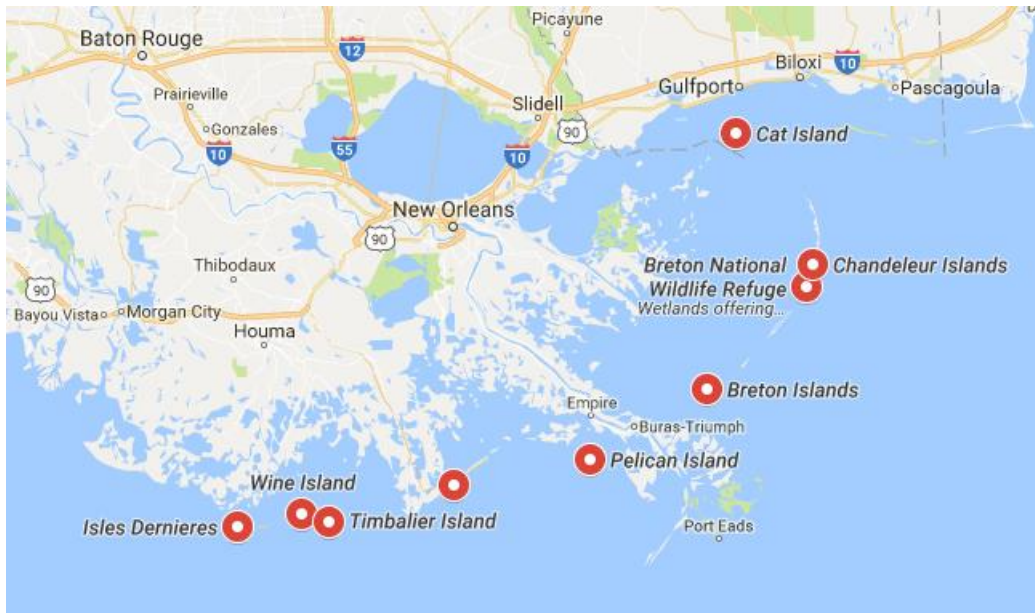 Picayune
Baton Rouge
12
10
Biloxi
Gulfport
Pascagoula
Prairieville
Slidell
Gonzales
90
Cat Island
10
55
10
New Orleans
90
Thibodaux
Breton National
Wildlife Refuge
Wetlands offering...
Chandeleur Islands
90
Bayou Vista
Morgan City
Houma
Breton Islands
Empire
Buras-Triumph
Pelican Island
Wine Island
Isles Dernieres
Timbalier Island
Port Eads